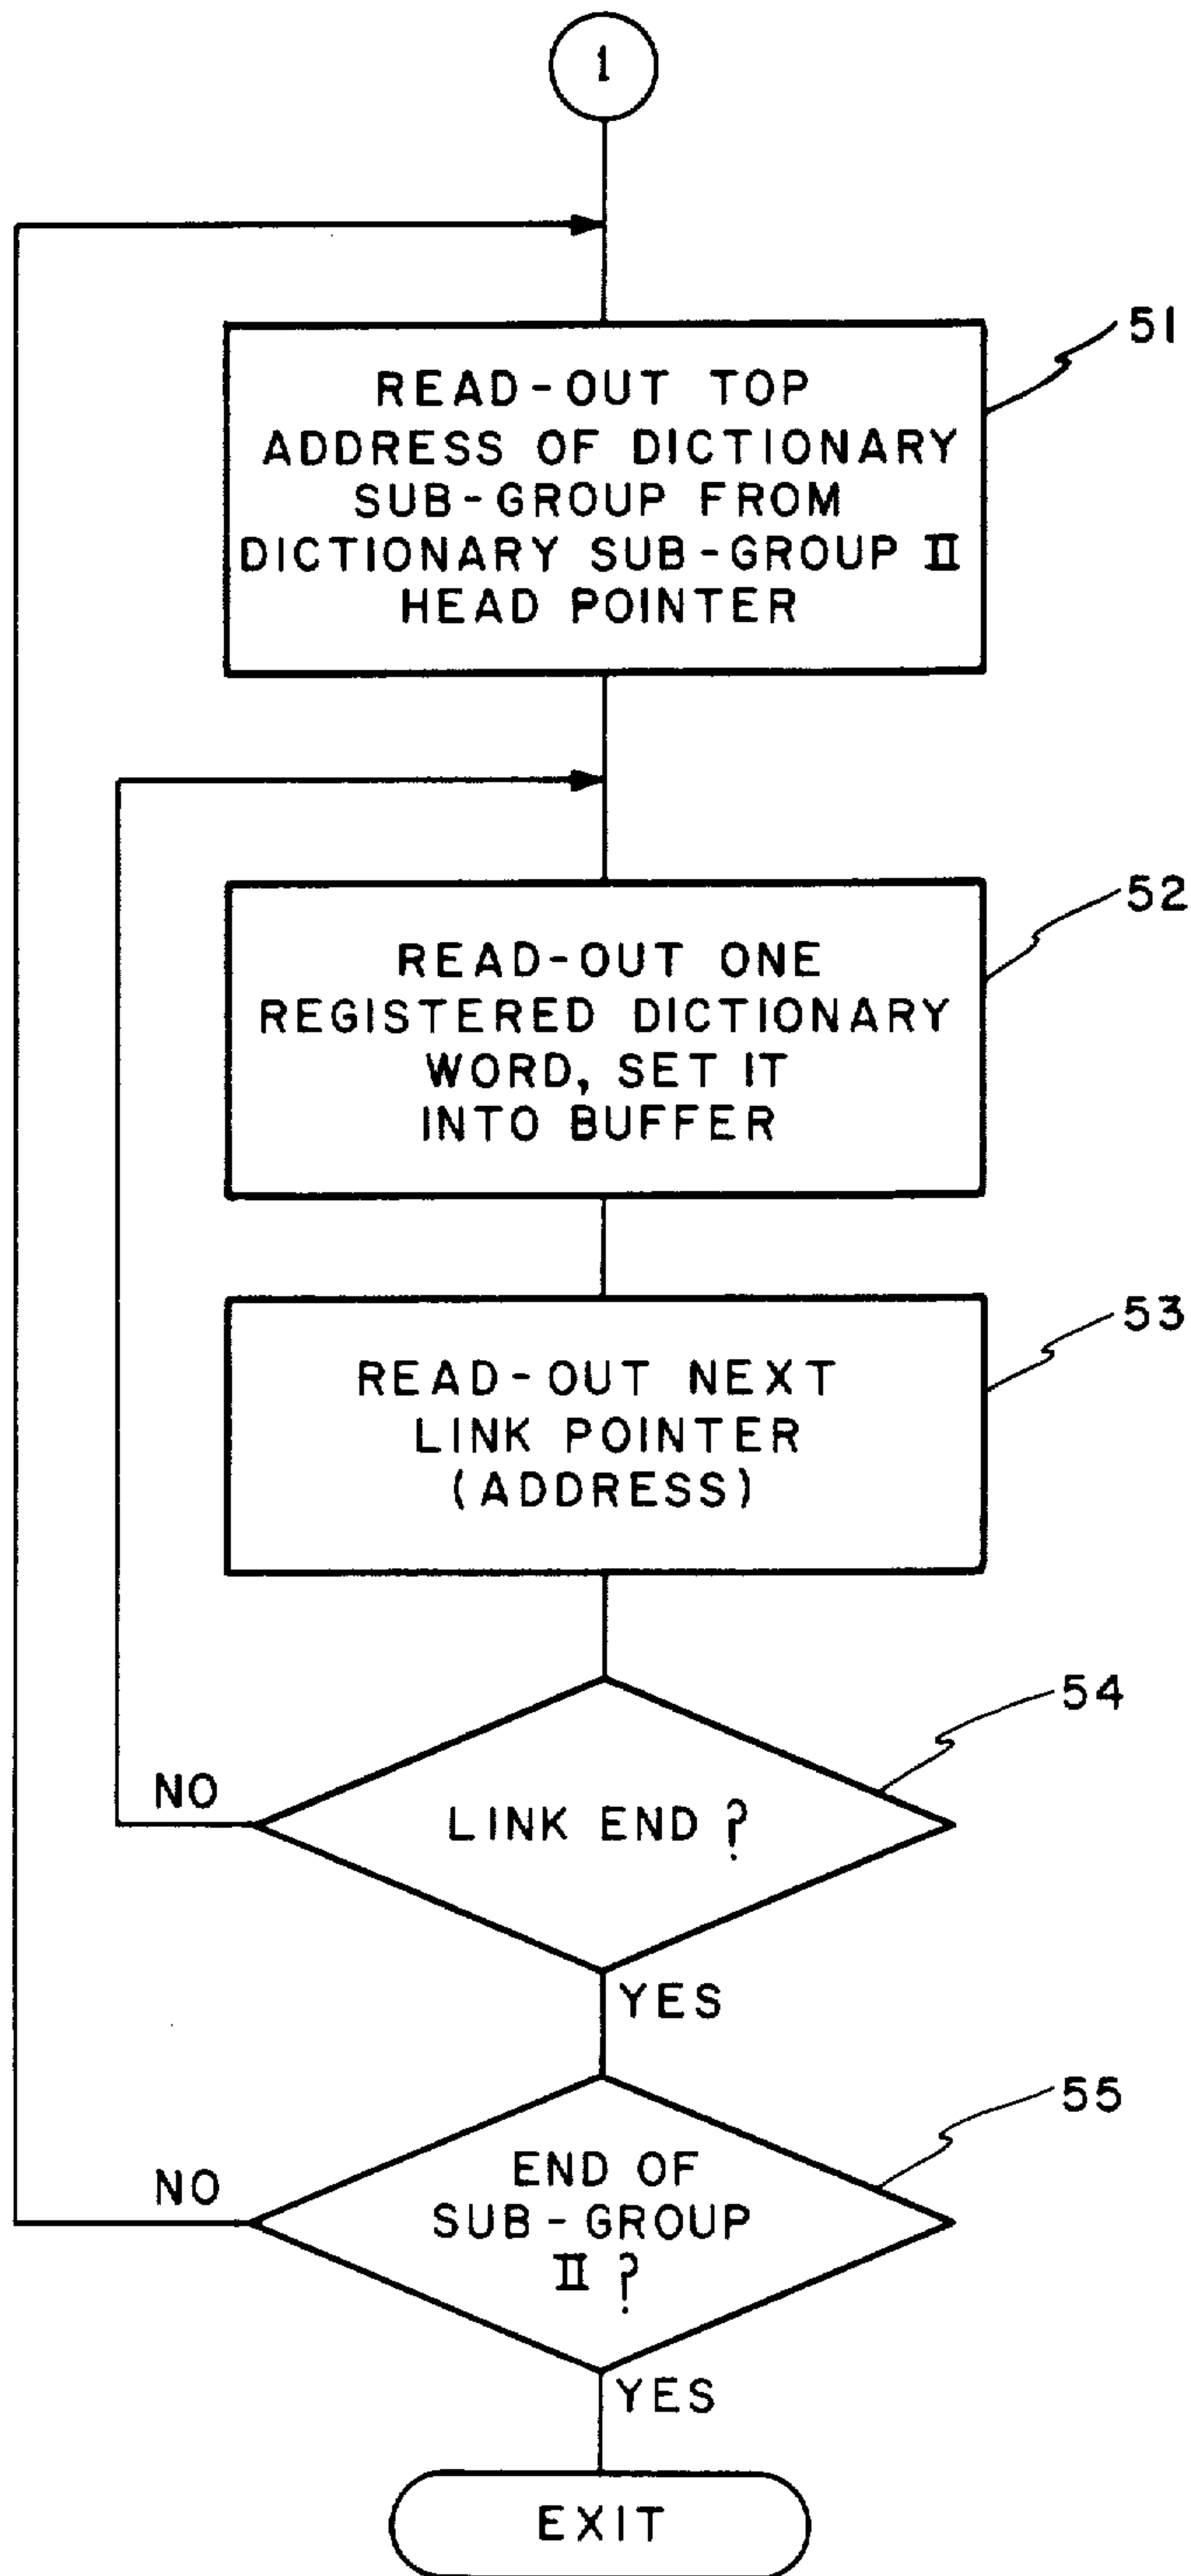 1
51
READ-OUT TOP
ADDRESS OF DICTIONARY
SUB-GROUP FROM
DICTIONARY SUB-GROUP II
HEAD POINTER
52
READ-OUT ONE
REGISTERED DICTIONARY
WORD, SET IT
INTO BUFFER
53
READ-OUT NEXT
LINK POINTER
(ADDRESS)
54
NO
LINK END ?
YES
55
NO
END OF
SUB-GROUP
II ?
YES
EXIT